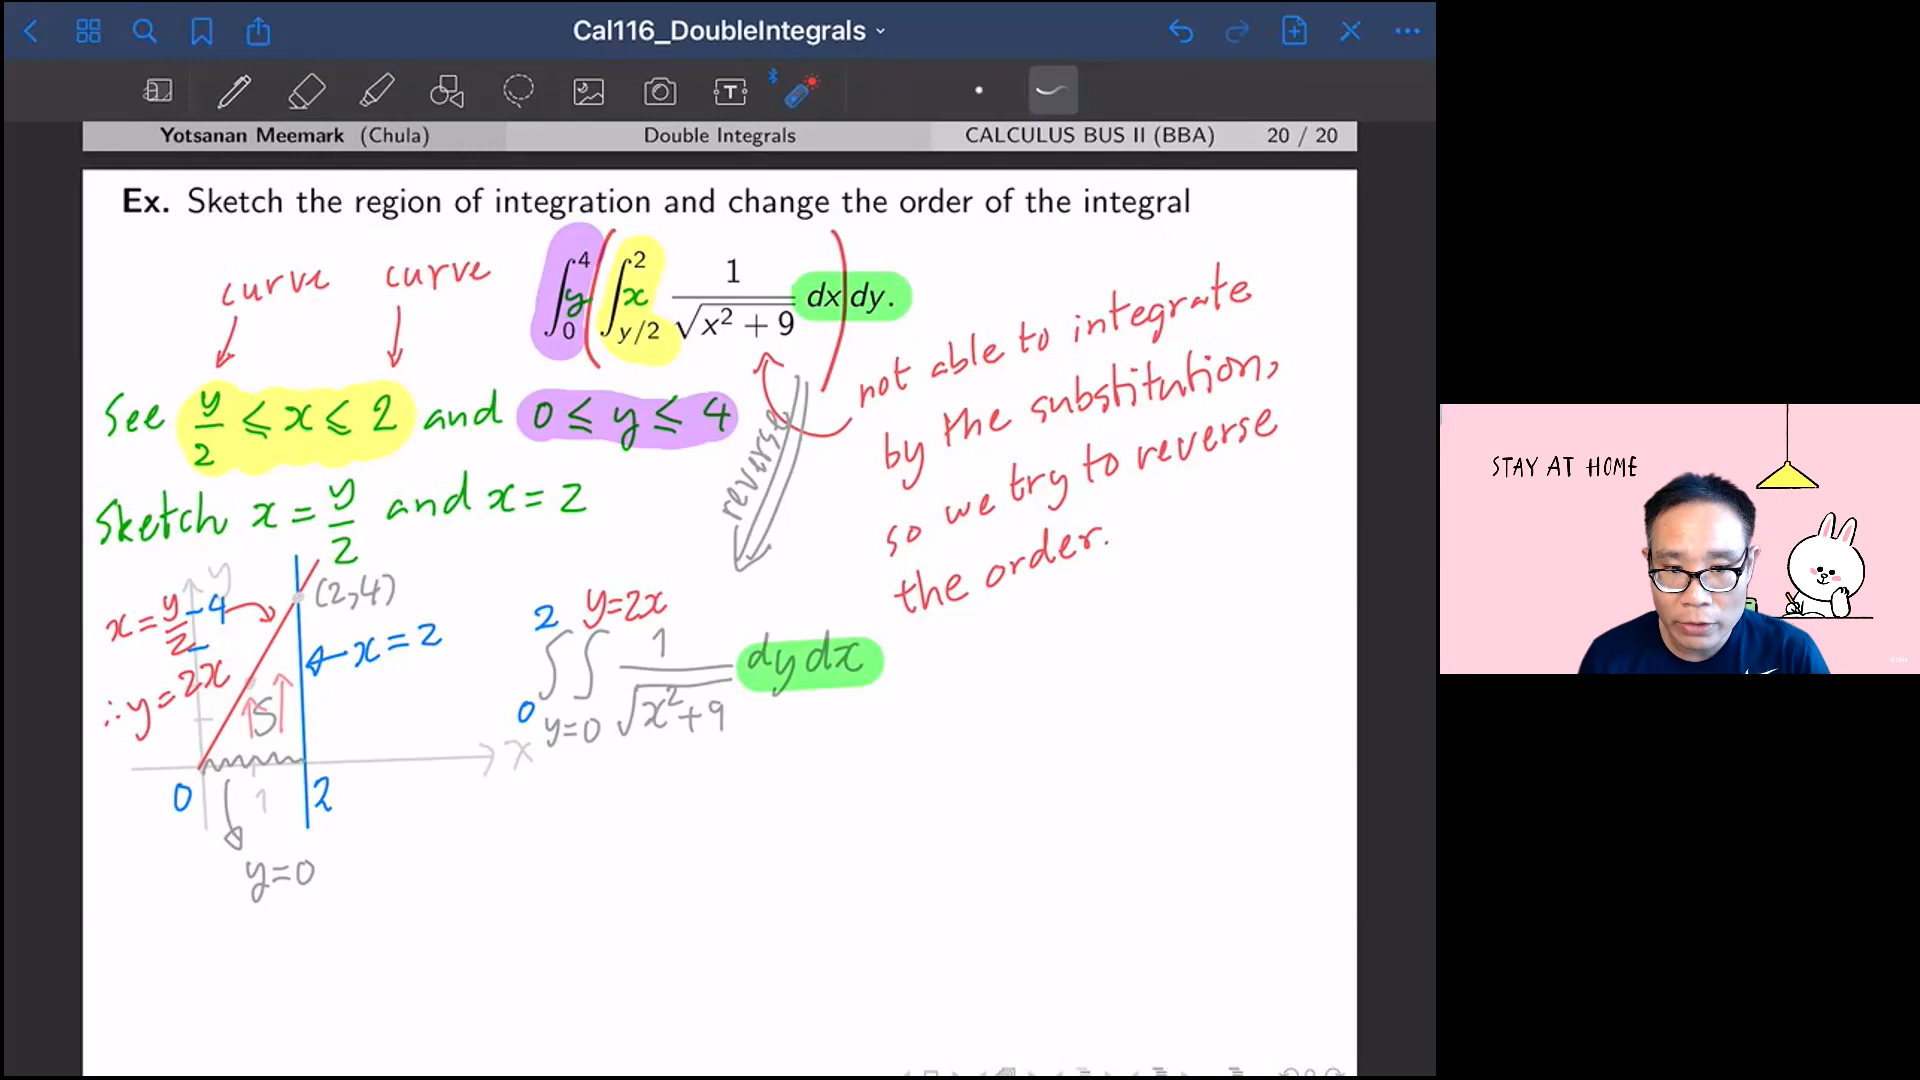 Cal116_DoubleIntegrals
T
Yotsanan Meemark (Chula) Double Integrals CALCULUS BUS II (BBA) 20 / 20
Ex. Sketch the region of integration and change the order of the integral
curve curve
∫₀⁴ y ( ∫_{y/2}^{2} x 1/√(x² + 9) dx ) dy.
not able to integrate
by the substitution,
so we try to reverse
the order.
See y/2 ≤ x ≤ 2 and 0 ≤ y ≤ 4
reverse
Sketch x = y/2 and x = 2
y
(2,4)
4
x = y/2
x = 2
∴ y = 2x
S
x
0 1 2
y=0
2 y=2x
∫∫ 1/√(x²+9) dy dx
0 y=0
STAY AT HOME